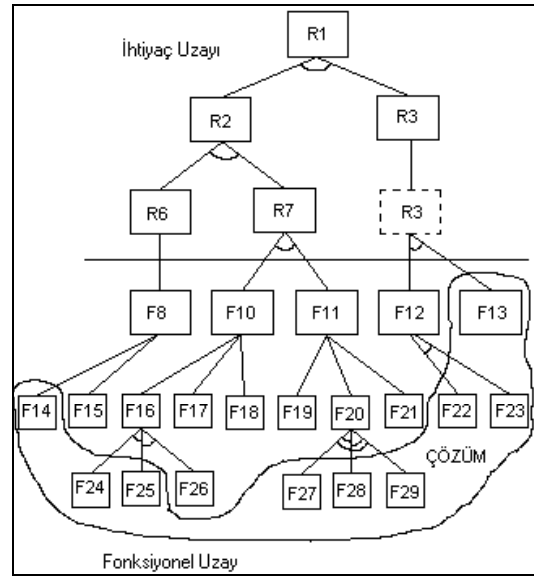 R1
İhtiyaç Uzayı
R2
R3
R6
R7
R3
F8
F10
F11
F12
F13
F14
F15
F16
F17
F18
F19
F20
F21
F22
F23
ÇÖZÜM
F24
F25
F26
F27
F28
F29
Fonksiyonel Uzay